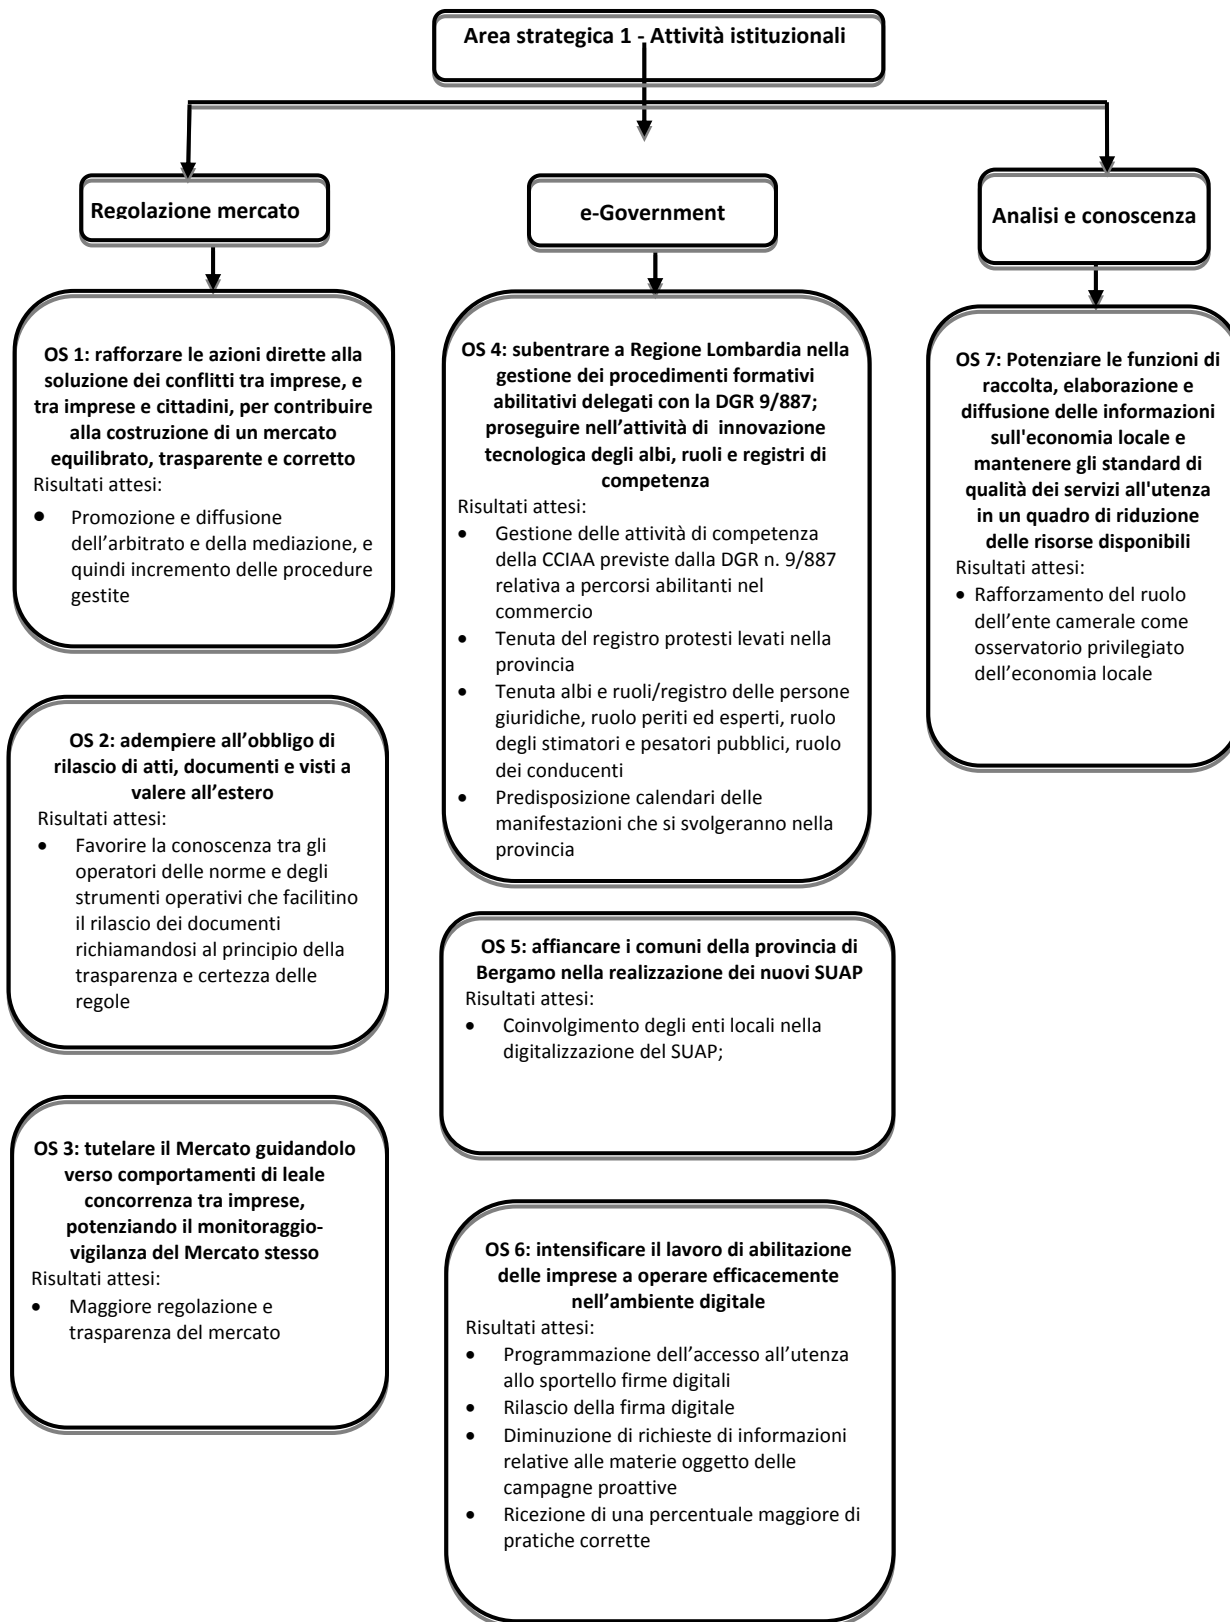 Area strategica 1 - Attività istituzionali
Regolazione mercato
e-Government
Analisi e conoscenza
OS 1: rafforzare le azioni dirette alla
soluzione dei conflitti tra imprese, e
tra imprese e cittadini, per contribuire
alla costruzione di un mercato
equilibrato, trasparente e corretto
Risultati attesi:
• Promozione e diffusione
dell’arbitrato e della mediazione, e
quindi incremento delle procedure
gestite
OS 2: adempiere all’obbligo di
rilascio di atti, documenti e visti a
valere all’estero
Risultati attesi:
• Favorire la conoscenza tra gli
operatori delle norme e degli
strumenti operativi che facilitino
il rilascio dei documenti
richiamandosi al principio della
trasparenza e certezza delle
regole
OS 3: tutelare il Mercato guidandolo
verso comportamenti di leale
concorrenza tra imprese,
potenziando il monitoraggio-
vigilanza del Mercato stesso
Risultati attesi:
• Maggiore regolazione e
trasparenza del mercato
OS 4: subentrare a Regione Lombardia nella
gestione dei procedimenti formativi
abilitativi delegati con la DGR 9/887;
proseguire nell’attività di innovazione
tecnologica degli albi, ruoli e registri di
competenza
Risultati attesi:
• Gestione delle attività di competenza
della CCIAA previste dalla DGR n. 9/887
relativa a percorsi abilitanti nel
commercio
• Tenuta del registro protesti levati nella
provincia
• Tenuta albi e ruoli/registro delle persone
giuridiche, ruolo periti ed esperti, ruolo
degli stimatori e pesatori pubblici, ruolo
dei conducenti
• Predisposizione calendari delle
manifestazioni che si svolgeranno nella
provincia
OS 5: affiancare i comuni della provincia di
Bergamo nella realizzazione dei nuovi SUAP
Risultati attesi:
• Coinvolgimento degli enti locali nella
digitalizzazione del SUAP;
OS 6: intensificare il lavoro di abilitazione
delle imprese a operare efficacemente
nell’ambiente digitale
Risultati attesi:
• Programmazione dell’accesso all’utenza
allo sportello firme digitali
• Rilascio della firma digitale
• Diminuzione di richieste di informazioni
relative alle materie oggetto delle
campagne proattive
• Ricezione di una percentuale maggiore di
pratiche corrette
OS 7: Potenziare le funzioni di
raccolta, elaborazione e
diffusione delle informazioni
sull'economia locale e
mantenere gli standard di
qualità dei servizi all'utenza
in un quadro di riduzione
delle risorse disponibili
Risultati attesi:
• Rafforzamento del ruolo
dell’ente camerale come
osservatorio privilegiato
dell’economia locale